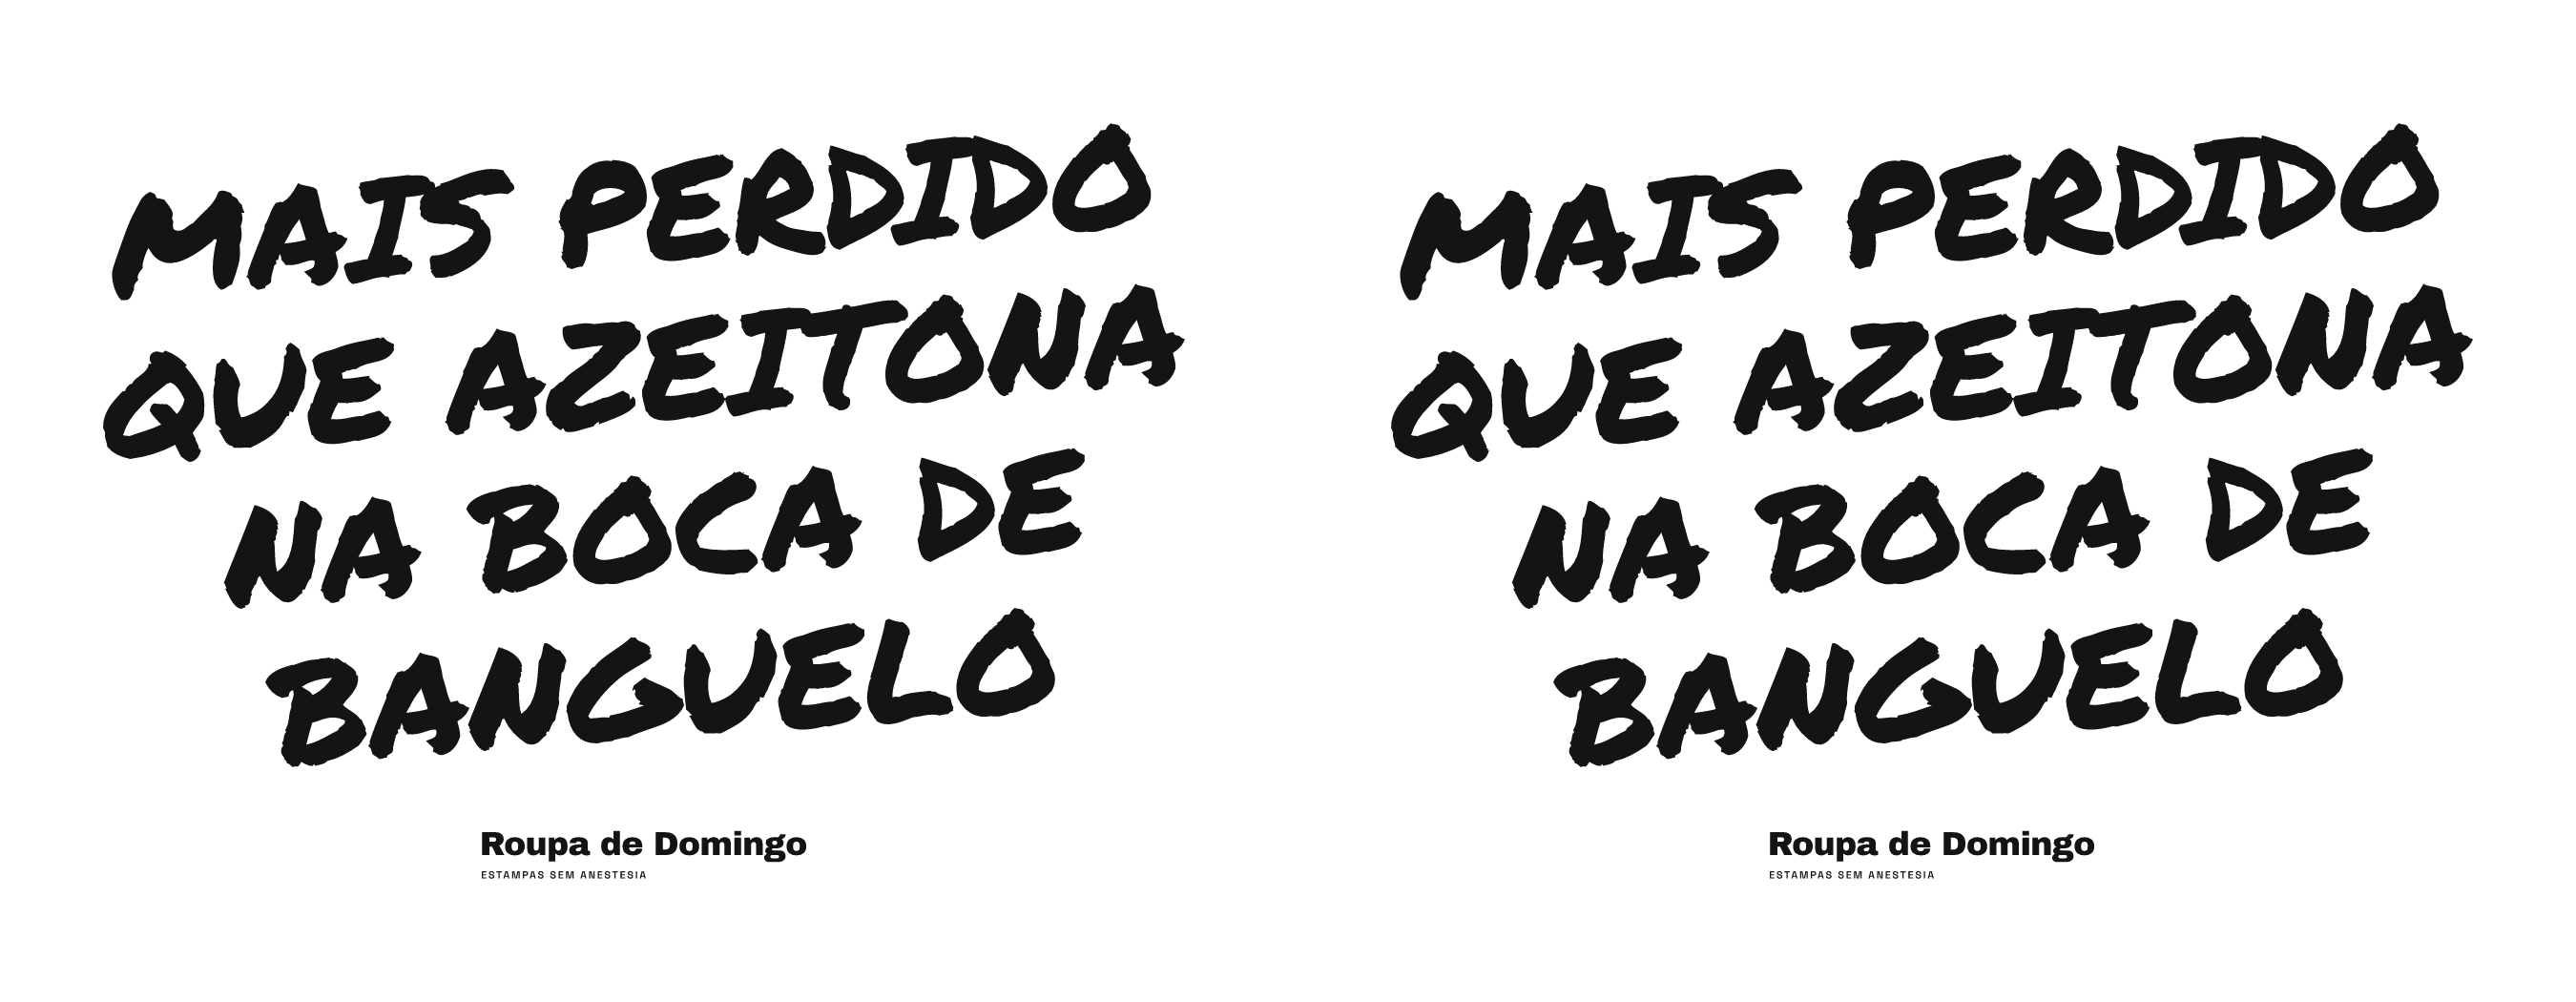 MAIS PERDIDO
QUE AZEITONA
NA BOCA DE
BANGUELO
Roupa de Domingo
ESTAMPAS SEM ANESTESIA
MAIS PERDIDO
QUE AZEITONA
NA BOCA DE
BANGUELO
Roupa de Domingo
ESTAMPAS SEM ANESTESIA